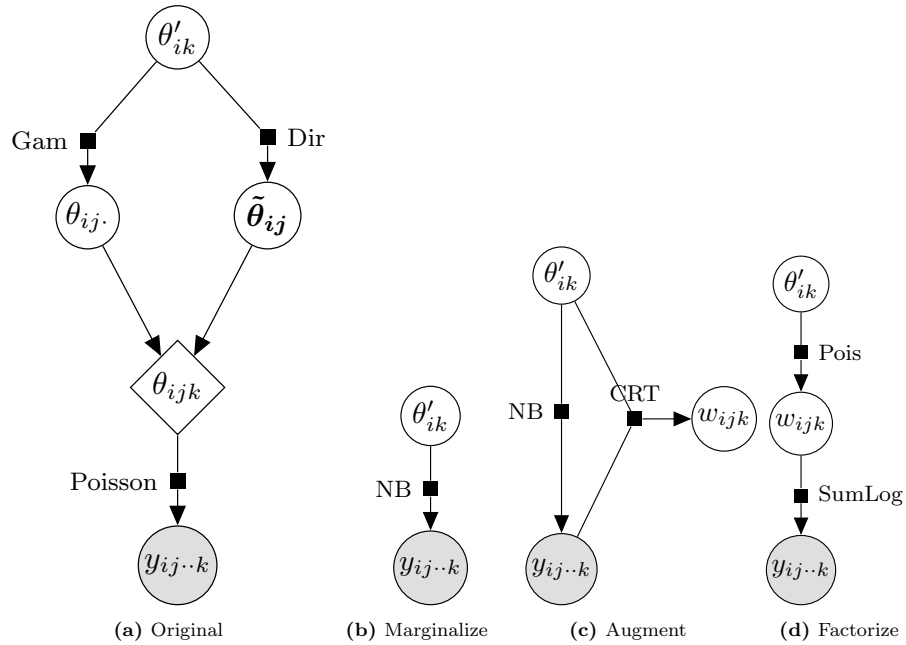 θ′ᵢₖ
Gam
Dir
θᵢⱼ.
θ̃ᵢⱼ
θᵢⱼₖ
Poisson
yᵢⱼ..ₖ
(a) Original
θ′ᵢₖ
NB
yᵢⱼ..ₖ
(b) Marginalize
θ′ᵢₖ
NB
CRT
wᵢⱼₖ
yᵢⱼ..ₖ
(c) Augment
θ′ᵢₖ
Pois
wᵢⱼₖ
SumLog
yᵢⱼ..ₖ
(d) Factorize